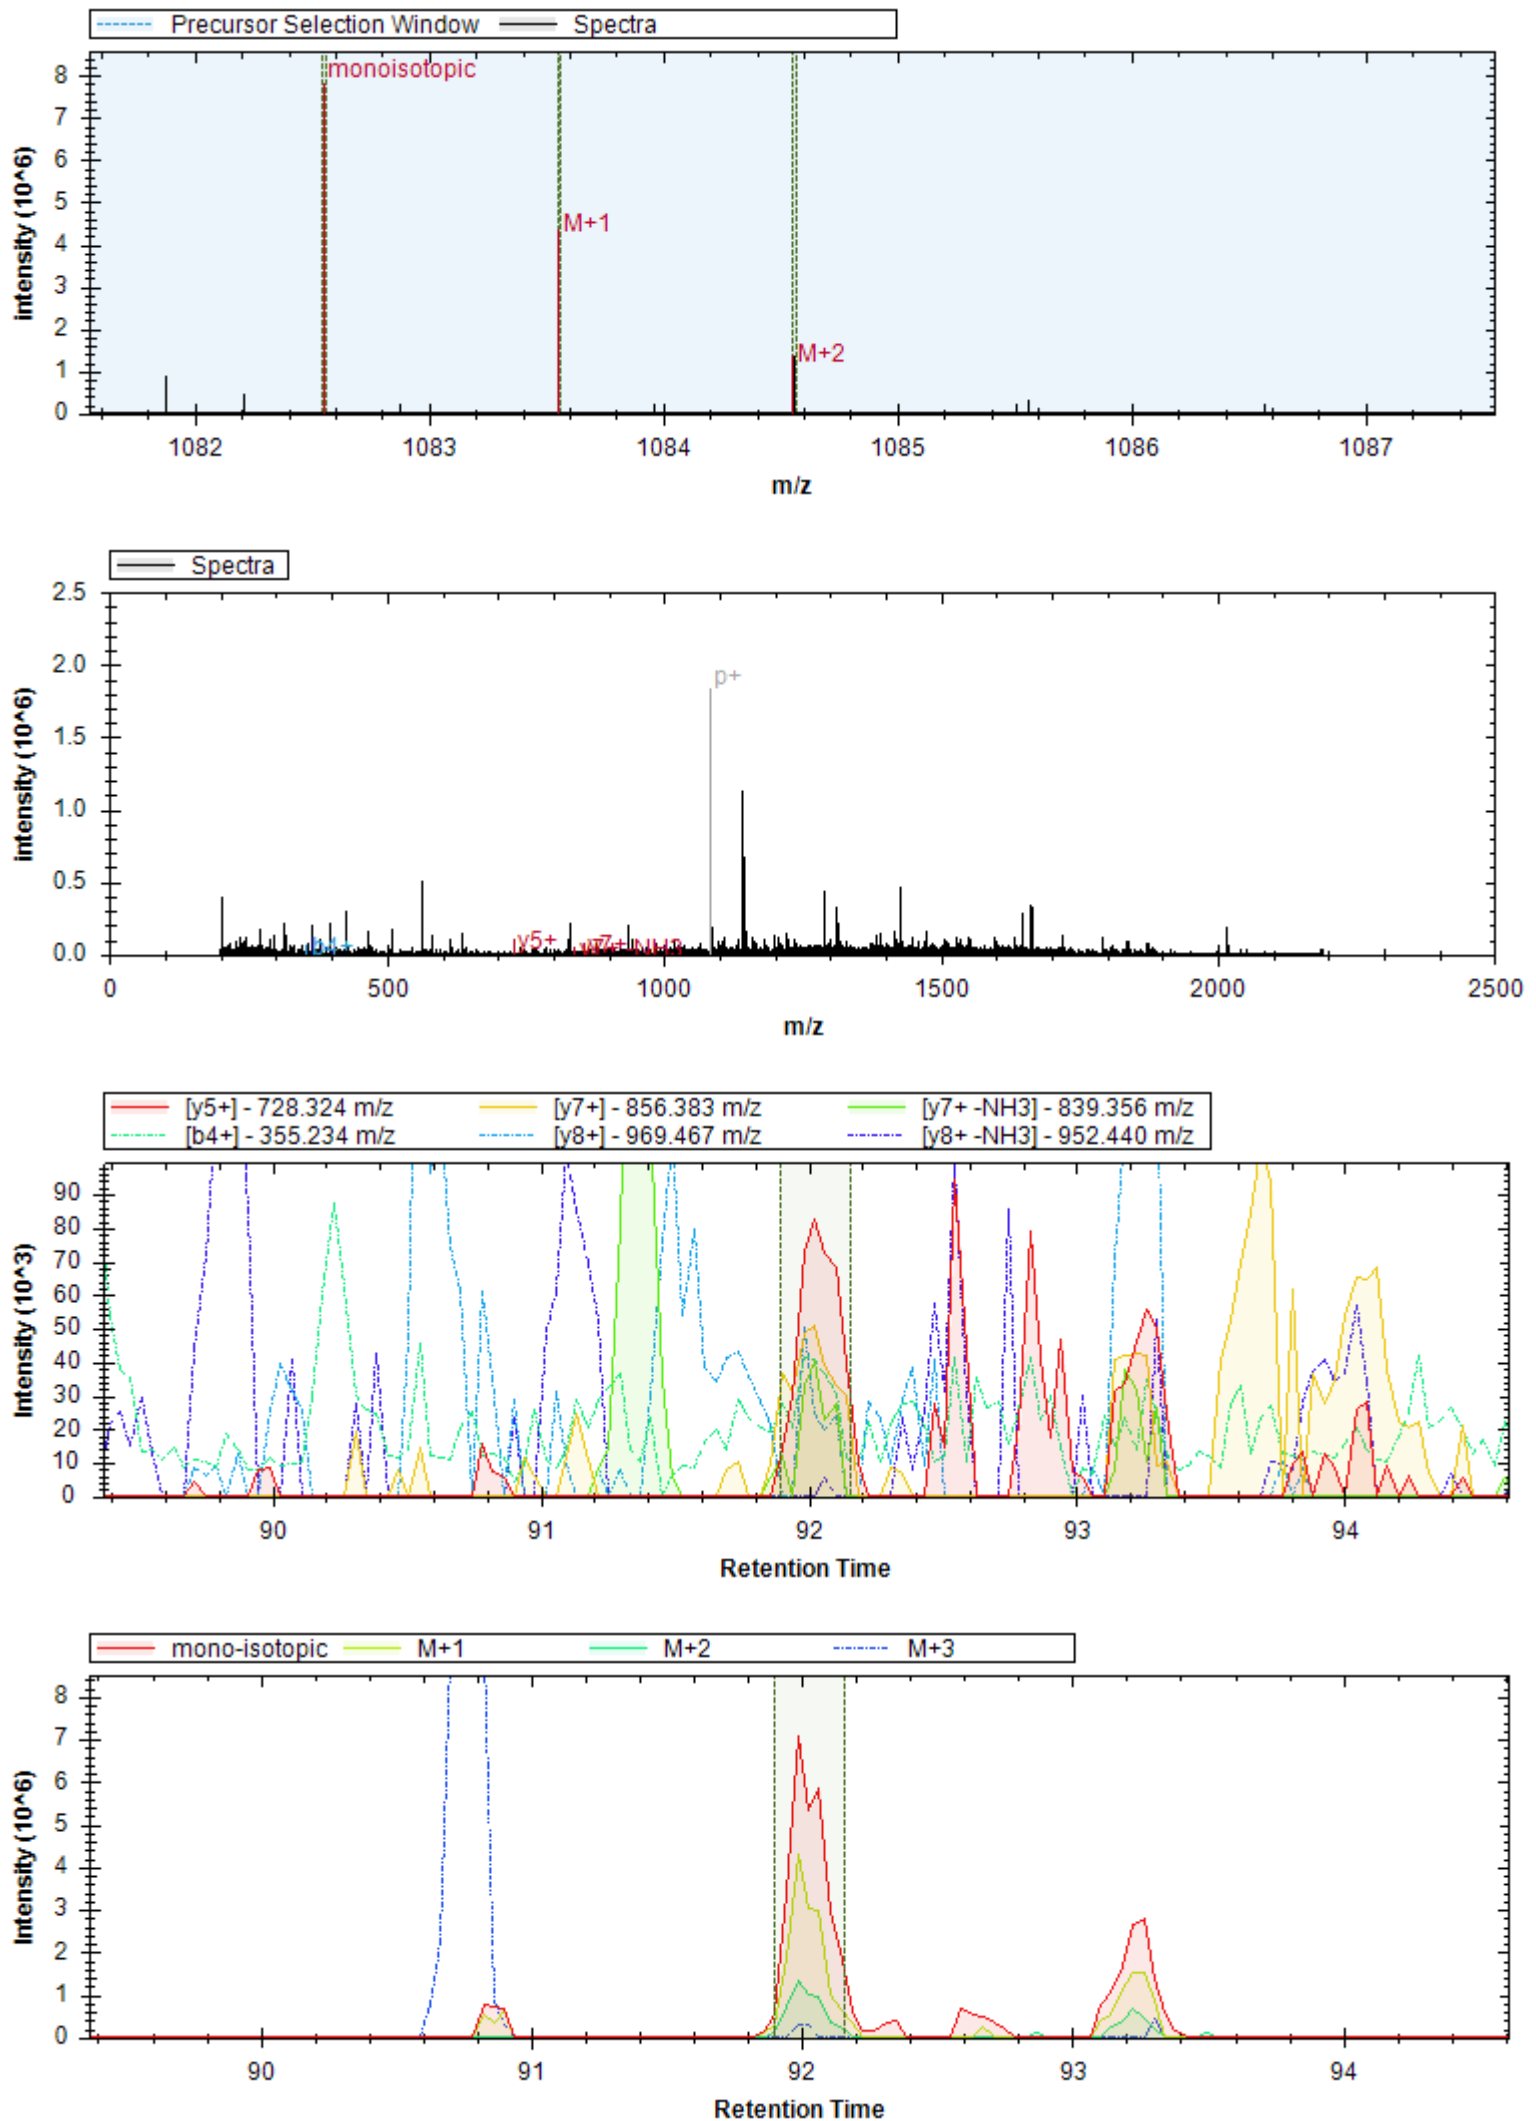 Precursor Selection Window Spectra
monoisotopic
M+1
M+2
8
7
6
5
4
3
2
1
0
intensity (10^6)
1082 1083 1084 1085 1086 1087
m/z
Spectra
p+
2.5
2.0
1.5
1.0
0.5
0.0
intensity (10^6)
y5+
0 500 1000 1500 2000 2500
m/z
[y5+] - 728.324 m/z [y7+] - 856.383 m/z [y7+ -NH3] - 839.356 m/z
[b4+] - 355.234 m/z [y8+] - 969.467 m/z [y8+ -NH3] - 952.440 m/z
90
80
70
60
50
40
30
20
10
0
Intensity (10^3)
90 91 92 93 94
Retention Time
mono-isotopic M+1 M+2 M+3
8
7
6
5
4
3
2
1
0
Intensity (10^6)
90 91 92 93 94
Retention Time